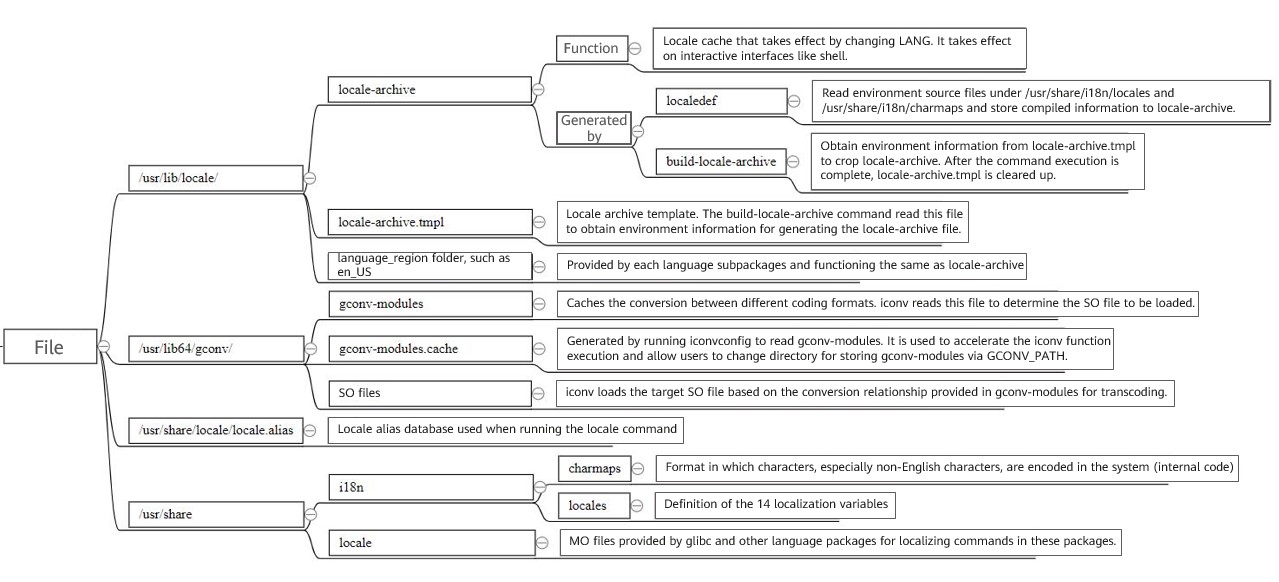 File
/usr/lib/locale/
locale-archive
Function
Locale cache that takes effect by changing LANG. It takes effect
on interactive interfaces like shell.
Generated
by
localedef
Read environment source files under /usr/share/i18n/locales and
/usr/share/i18n/charmaps and store compiled information to locale-archive.
build-locale-archive
Obtain environment information from locale-archive.tmpl
to crop locale-archive. After the command execution is
complete, locale-archive.tmpl is cleared up.
locale-archive.tmpl
Locale archive template. The build-locale-archive command read this file
to obtain environment information for generating the locale-archive file.
language_region folder, such as
en_US
Provided by each language subpackages and functioning the same as locale-archive
/usr/lib64/gconv/
gconv-modules
Caches the conversion between different coding formats. iconv reads this file to determine the SO file to be loaded.
gconv-modules.cache
Generated by running iconvconfig to read gconv-modules. It is used to accelerate the iconv function
execution and allow users to change directory for storing gconv-modules via GCONV_PATH.
SO files
iconv loads the target SO file based on the conversion relationship provided in gconv-modules for transcoding.
/usr/share/locale/locale.alias
Locale alias database used when running the locale command
/usr/share
i18n
charmaps
Format in which characters, especially non-English characters, are encoded in the system (internal code)
locales
Definition of the 14 localization variables
locale
MO files provided by glibc and other language packages for localizing commands in these packages.